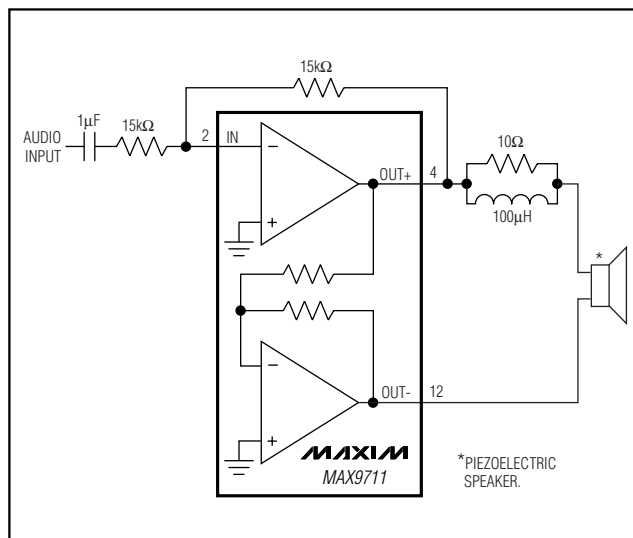 15kΩ
1µF
15kΩ
2
IN
AUDIO
INPUT
−
+
OUT+
4
10Ω
100µH
*
−
+
OUT-
12
MAXIM
MAX9711
*PIEZOELECTRIC
SPEAKER.